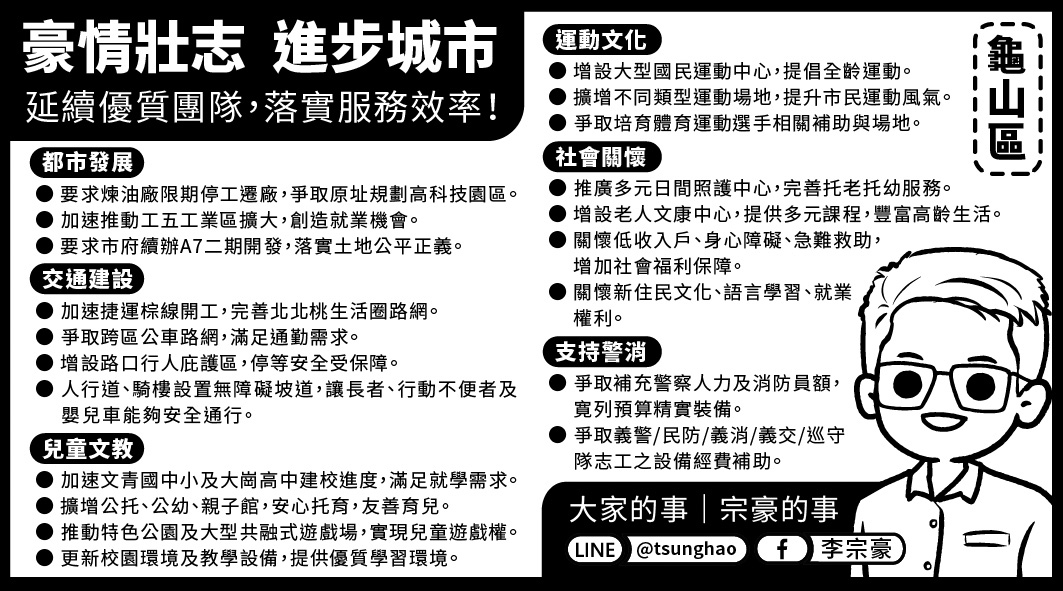 豪情壯志 進步城市
延續優質團隊,落實服務效率!
都市發展
● 要求煉油廠限期停工遷廠,爭取原址規劃高科技園區。
● 加速推動工五工業區擴大,創造就業機會。
● 要求市府續辦A7二期開發,落實土地公平正義。
交通建設
● 加速捷運棕線開工,完善北北桃生活圈路網。
● 爭取跨區公車路網,滿足通勤需求。
● 增設路口行人庇護區,停等安全受保障。
● 人行道、騎樓設置無障礙坡道,讓長者、行動不便者及
嬰兒車能夠安全通行。
兒童文教
● 加速文青國中小及大崗高中建校進度,滿足就學需求。
● 擴增公托、公幼、親子館,安心托育,友善育兒。
● 推動特色公園及大型共融式遊戲場,實現兒童遊戲權。
● 更新校園環境及教學設備,提供優質學習環境。
運動文化
● 增設大型國民運動中心,提倡全齡運動。
● 擴增不同類型運動場地,提升市民運動風氣。
● 爭取培育體育運動選手相關補助與場地。
社會關懷
● 推廣多元日間照護中心,完善托老托幼服務。
● 增設老人文康中心,提供多元課程,豐富高齡生活。
● 關懷低收入戶、身心障礙、急難救助,
增加社會福利保障。
● 關懷新住民文化、語言學習、就業
權利。
支持警消
● 爭取補充警察人力及消防員額,
寬列預算精實裝備。
● 爭取義警/民防/義消/義交/巡守
隊志工之設備經費補助。
龜山區
大家的事|宗豪的事
LINE @tsunghao f 李宗豪